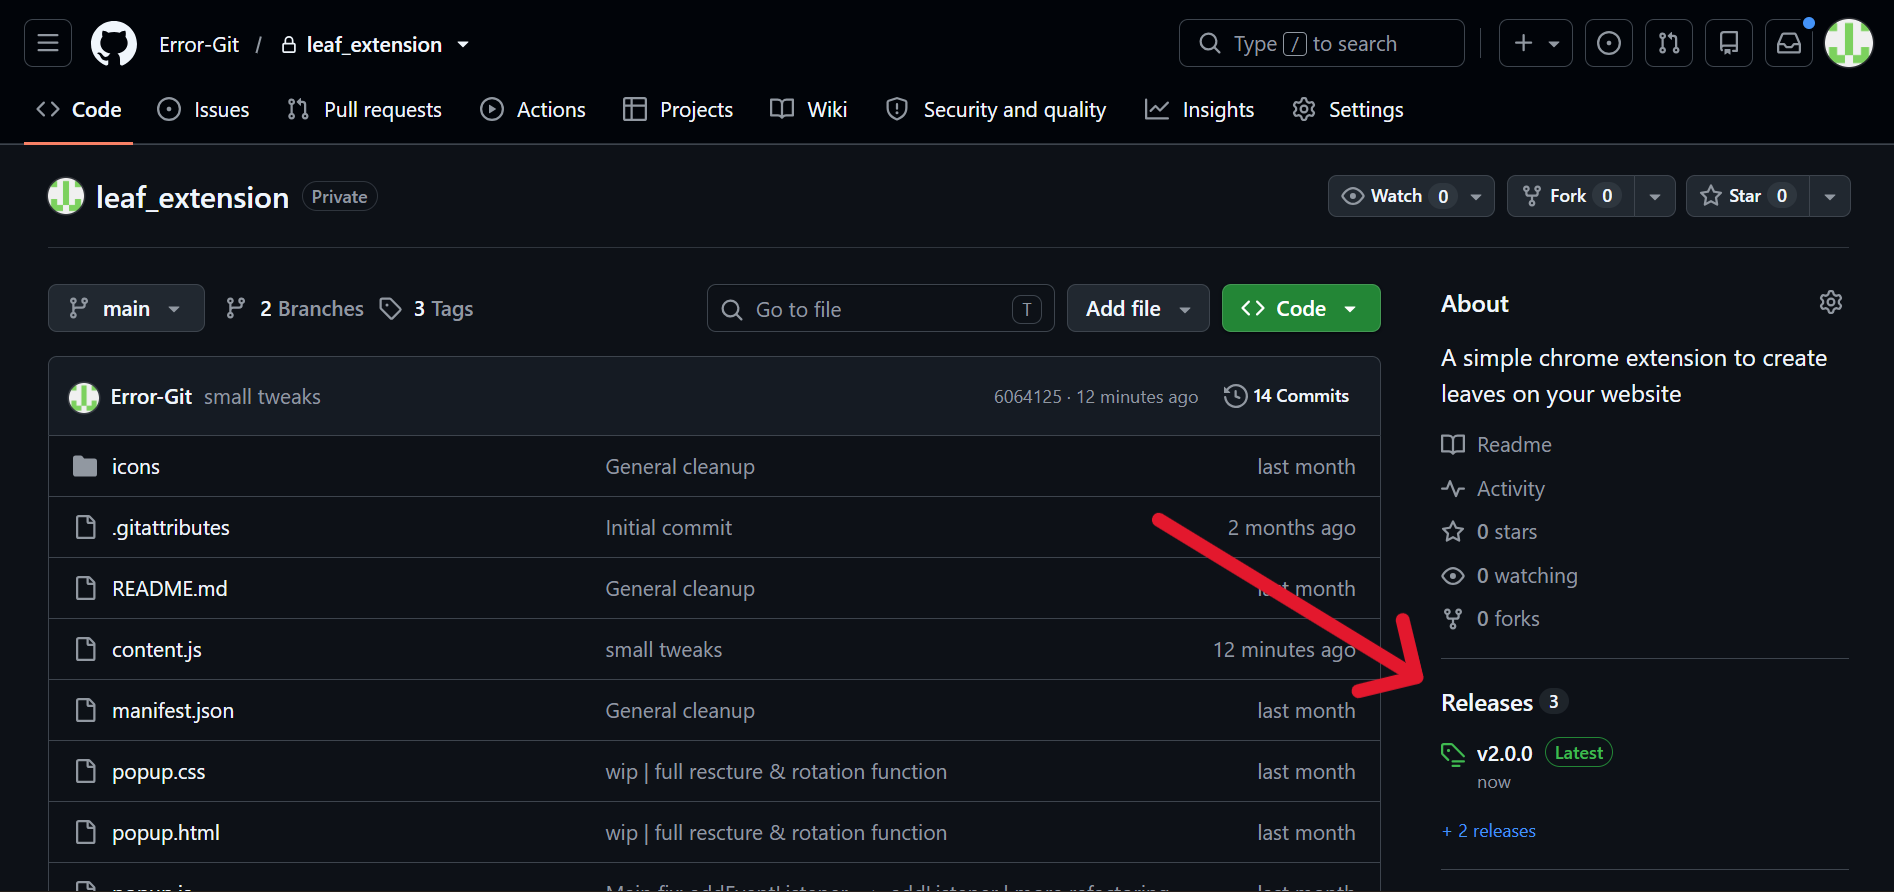 Error-Git / leaf_extension
Type / to search
Code Issues Pull requests Actions Projects Wiki Security and quality Insights Settings
leaf_extension Private
Watch 0 Fork 0 Star 0
main 2 Branches 3 Tags
Go to file T
Add file Code
Error-Git small tweaks 6064125 · 12 minutes ago 14 Commits
icons General cleanup last month
.gitattributes Initial commit 2 months ago
README.md General cleanup last month
content.js small tweaks 12 minutes ago
manifest.json General cleanup last month
popup.css wip | full rescture & rotation function last month
popup.html wip | full rescture & rotation function last month
About
A simple chrome extension to create
leaves on your website
Readme
Activity
0 stars
0 watching
0 forks
Releases 3
v2.0.0 Latest
now
+ 2 releases